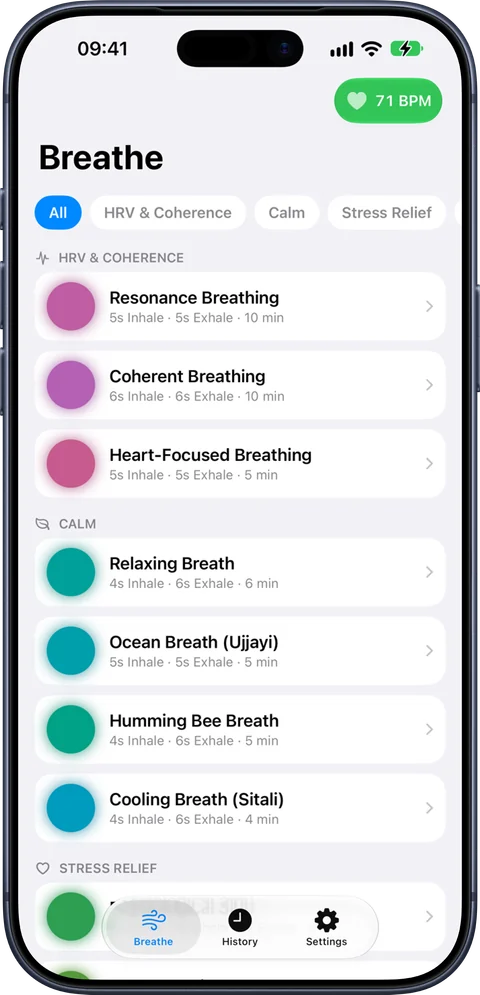 09:41
71 BPM
Breathe
All
HRV & Coherence
Calm
Stress Relief
HRV & COHERENCE
Resonance Breathing
5s Inhale · 5s Exhale · 10 min
Coherent Breathing
6s Inhale · 6s Exhale · 10 min
Heart-Focused Breathing
5s Inhale · 5s Exhale · 5 min
CALM
Relaxing Breath
4s Inhale · 6s Exhale · 6 min
Ocean Breath (Ujjayi)
5s Inhale · 5s Exhale · 5 min
Humming Bee Breath
4s Inhale · 6s Exhale · 5 min
Cooling Breath (Sitali)
4s Inhale · 6s Exhale · 4 min
STRESS RELIEF
Breathe
History
Settings